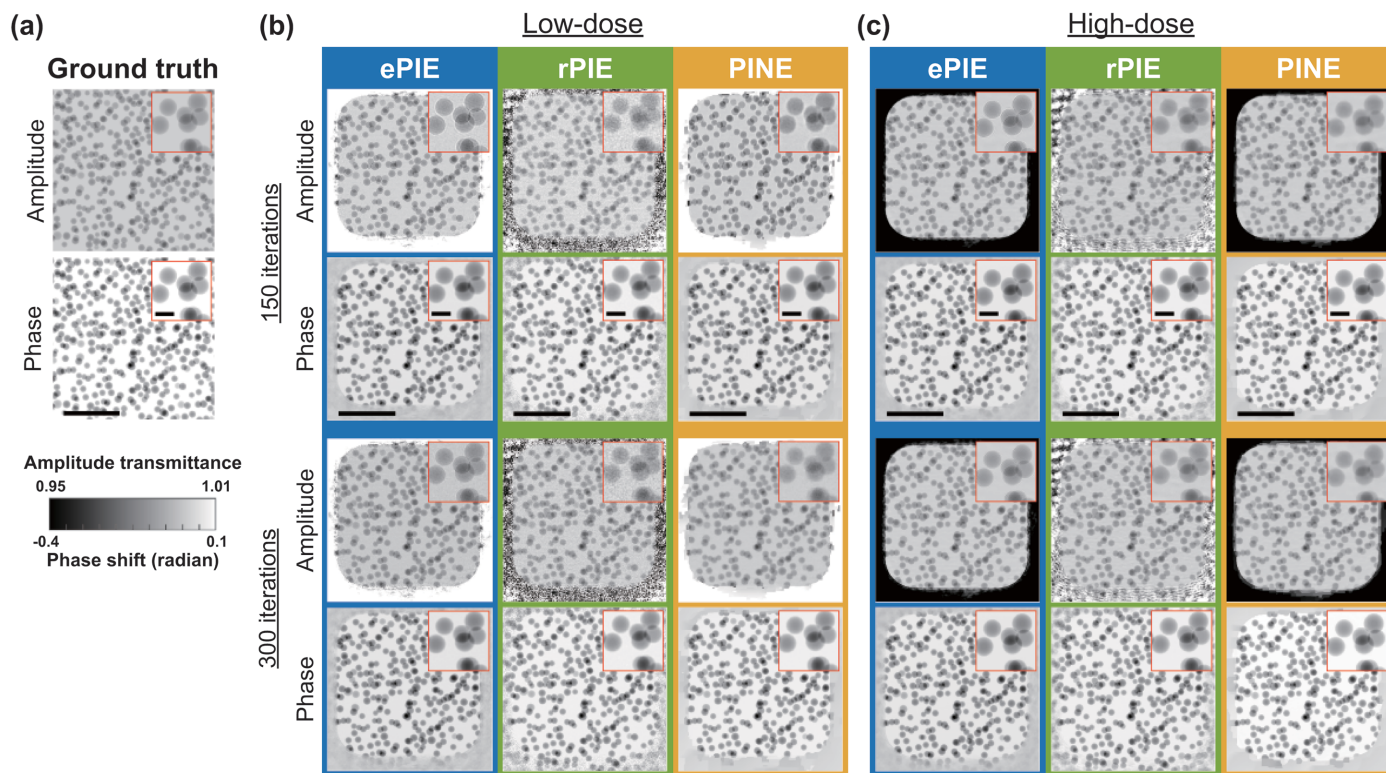 (a)
Ground truth
Amplitude
Phase
Amplitude transmittance
0.95 1.01
-0.4 0.1
Phase shift (radian)
(b)
Low-dose
ePIE rPIE PINE
150 iterations
Amplitude
Phase
300 iterations
Amplitude
Phase
(c)
High-dose
ePIE rPIE PINE